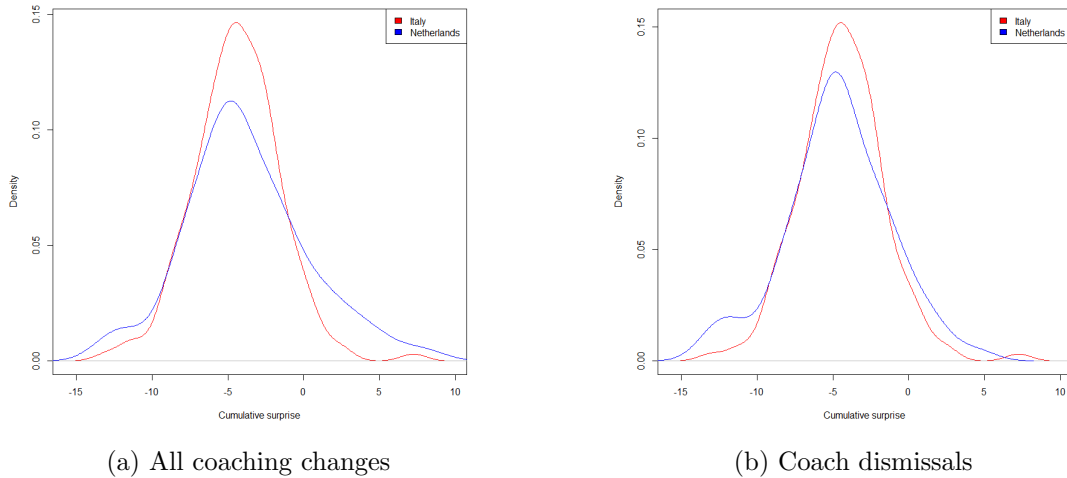 Italy
Netherlands
0.15
0.10
0.05
0.00
Density
-15 -10 -5 0 5 10
Cumulative surprise
(a) All coaching changes
Italy
Netherlands
0.15
0.10
0.05
0.00
Density
-15 -10 -5 0 5 10
Cumulative surprise
(b) Coach dismissals